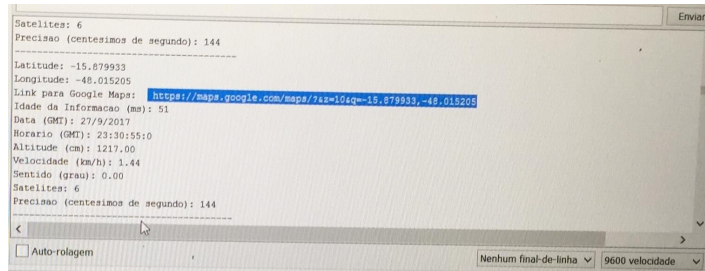 Enviar
Satelites: 6
Precisao (centesimos de segundo): 144
---------------------------------------------
Latitude: -15.879933
Longitude: -48.015205
Link para Google Maps: https://maps.google.com/maps/?&z=10&q=-15.879933,-48.015205
Idade da Informacao (ms): 51
Data (GMT): 27/9/2017
Horario (GMT): 23:30:55:0
Altitude (cm): 1217.00
Velocidade (km/h): 1.44
Sentido (grau): 0.00
Satelites: 6
Precisao (centesimos de segundo): 144
---------------------------------------------
Auto-rolagem
Nenhum final-de-linha
9600 velocidade